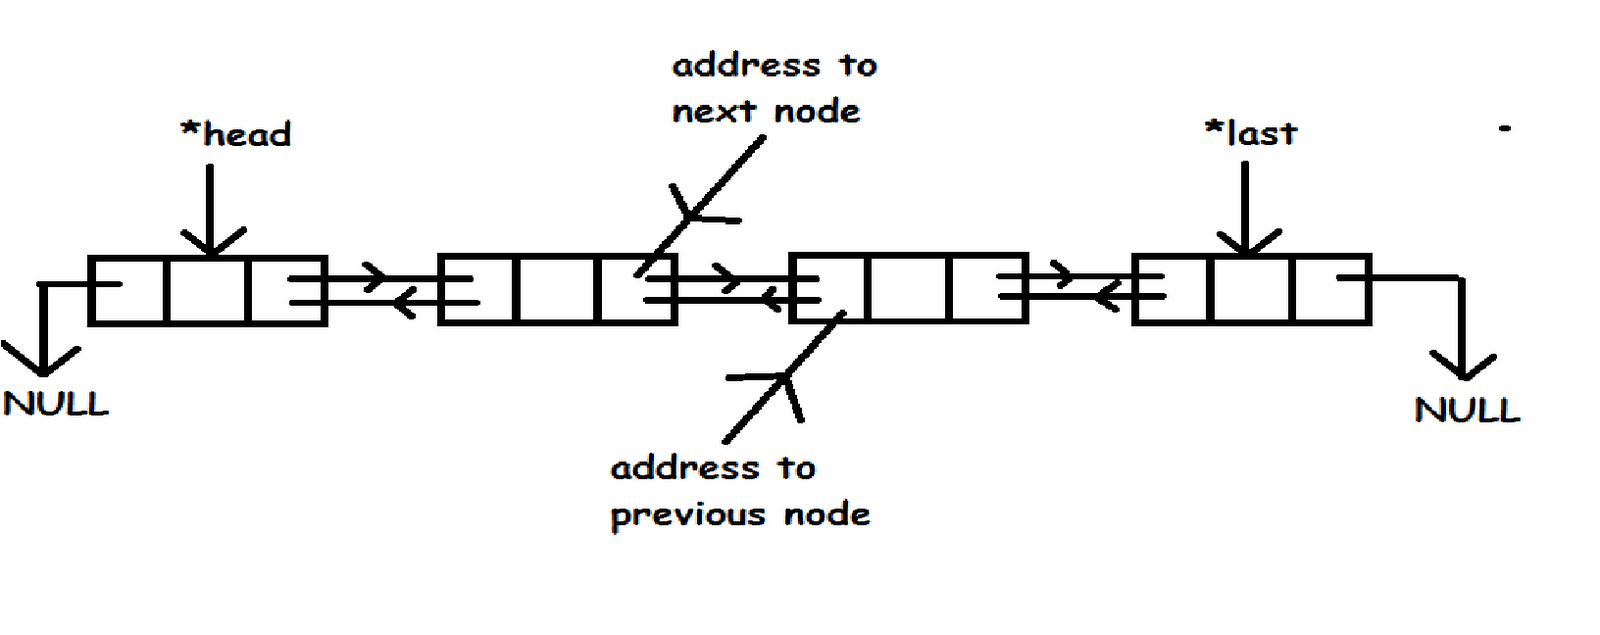 address to
next node
*head
*last
NULL
NULL
address to
previous node